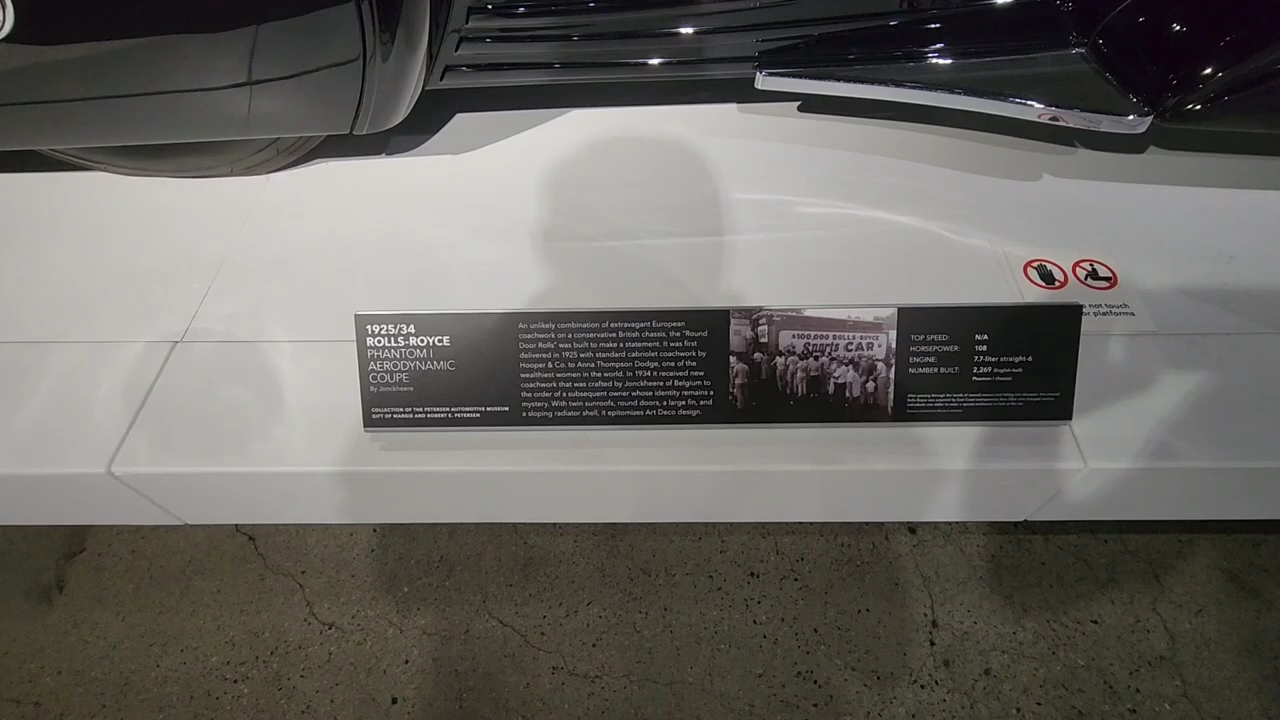 1925/34
ROLLS-ROYCE
PHANTOM I
AERODYNAMIC
COUPE
By Jonckheere
COLLECTION OF THE PETERSEN AUTOMOTIVE MUSEUM
GIFT OF MARGIE AND ROBERT E. PETERSEN
An unlikely combination of extravagant European
coachwork on a conservative British chassis, the "Round
Door Rolls" was built to make a statement. It was first
delivered in 1925 with standard cabriolet coachwork by
Hooper & Co. to Anna Thompson Dodge, one of the
wealthiest women in the world. In 1934 it received new
coachwork that was crafted by Jonckheere of Belgium to
the order of a subsequent owner whose identity remains a
mystery. With twin sunroofs, round doors, a large fin, and
a sloping radiator shell, it epitomizes Art Deco design.
$100,000 ROLLS-ROYCE
Sports CAR
TOP SPEED: N/A
HORSEPOWER: 108
ENGINE: 7.7-liter straight-6
NUMBER BUILT: 2,269 (English-built
Phantom I chassis)
not touch
or platforms